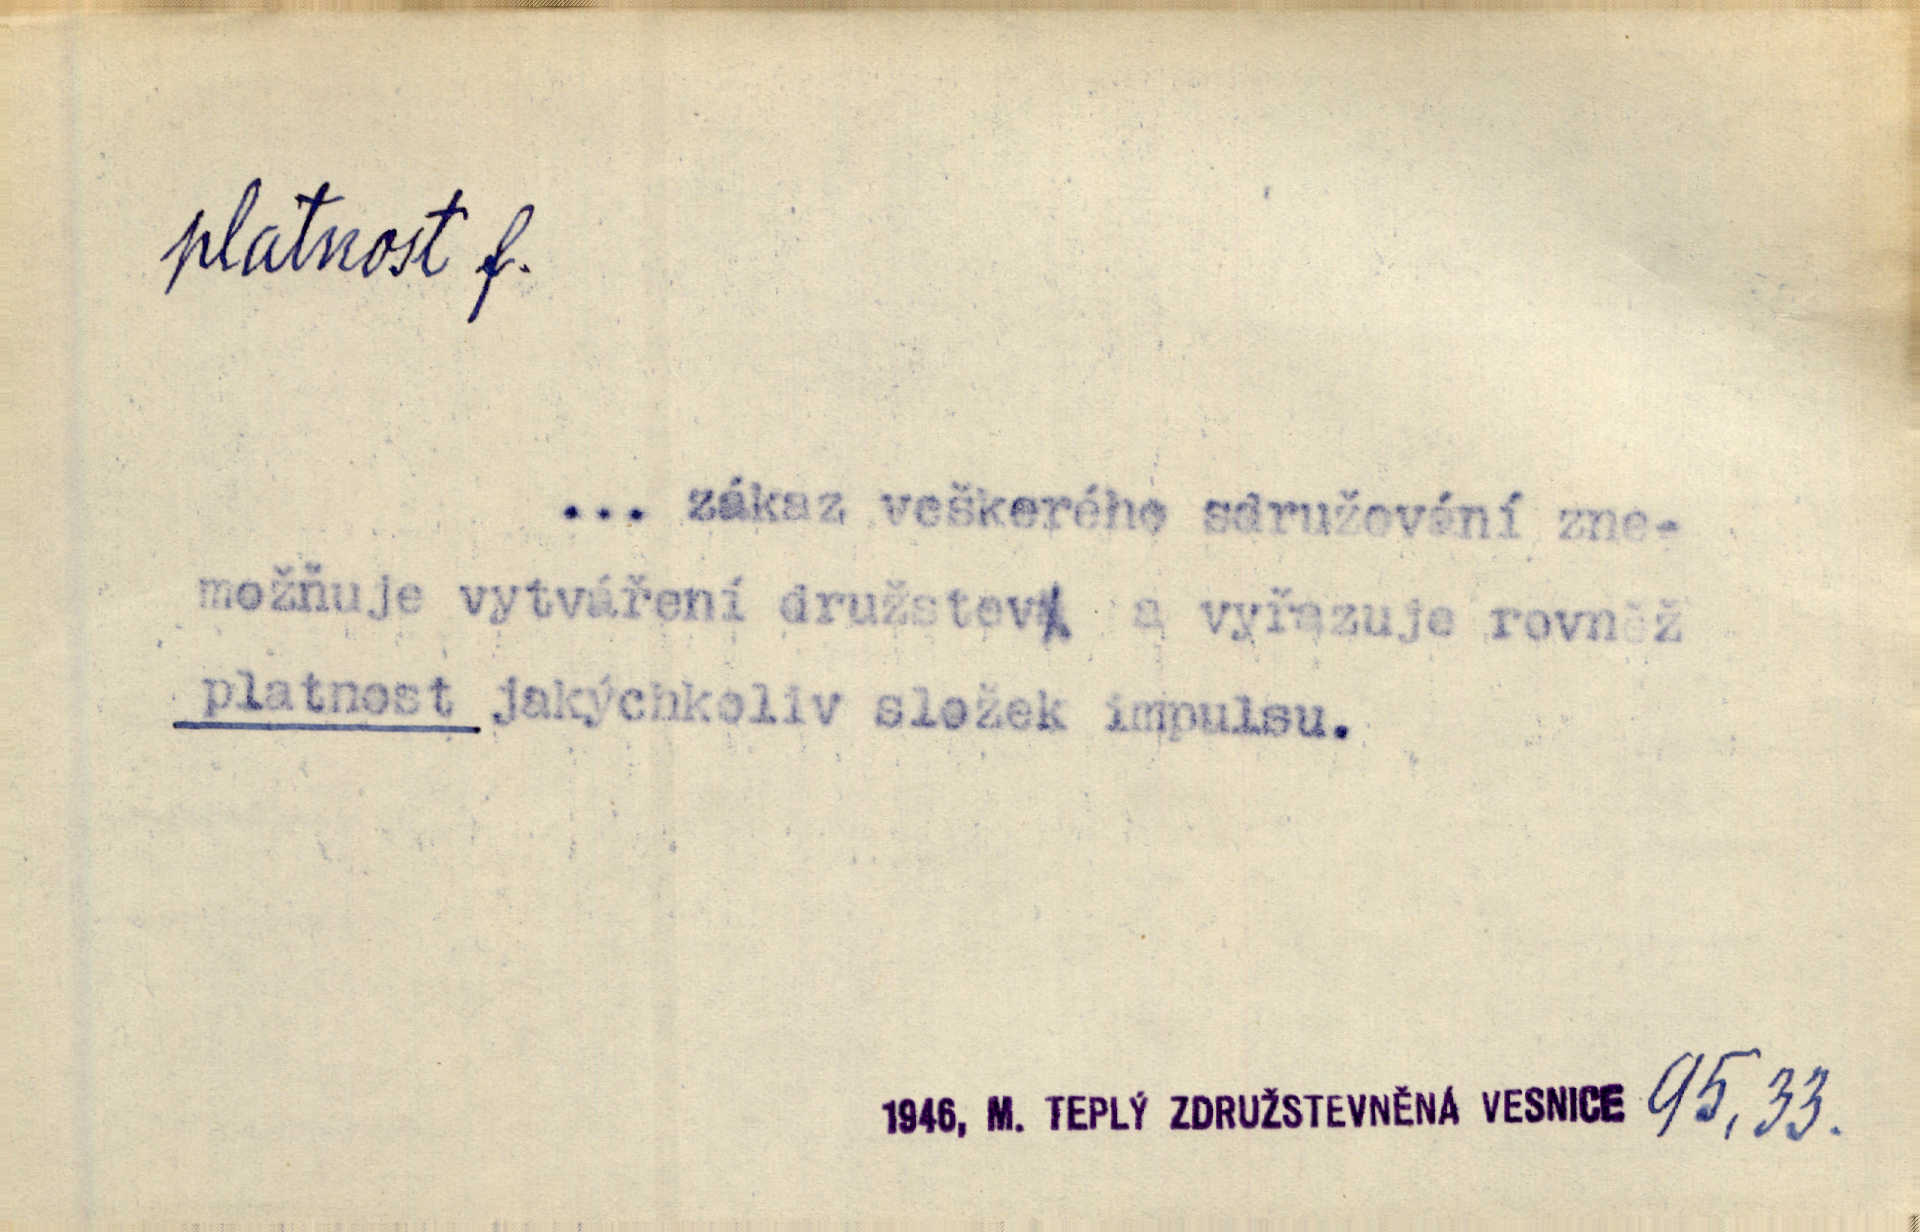 platnost f.
... zákaz veškerého sdružování zne-
možňuje vytváření družstev a vyřazuje rovněž
platnost jakýchkoliv složek impulsu.
1946, M. TEPLÝ ZDRUŽSTEVNĚNÁ VESNICE 95,33.